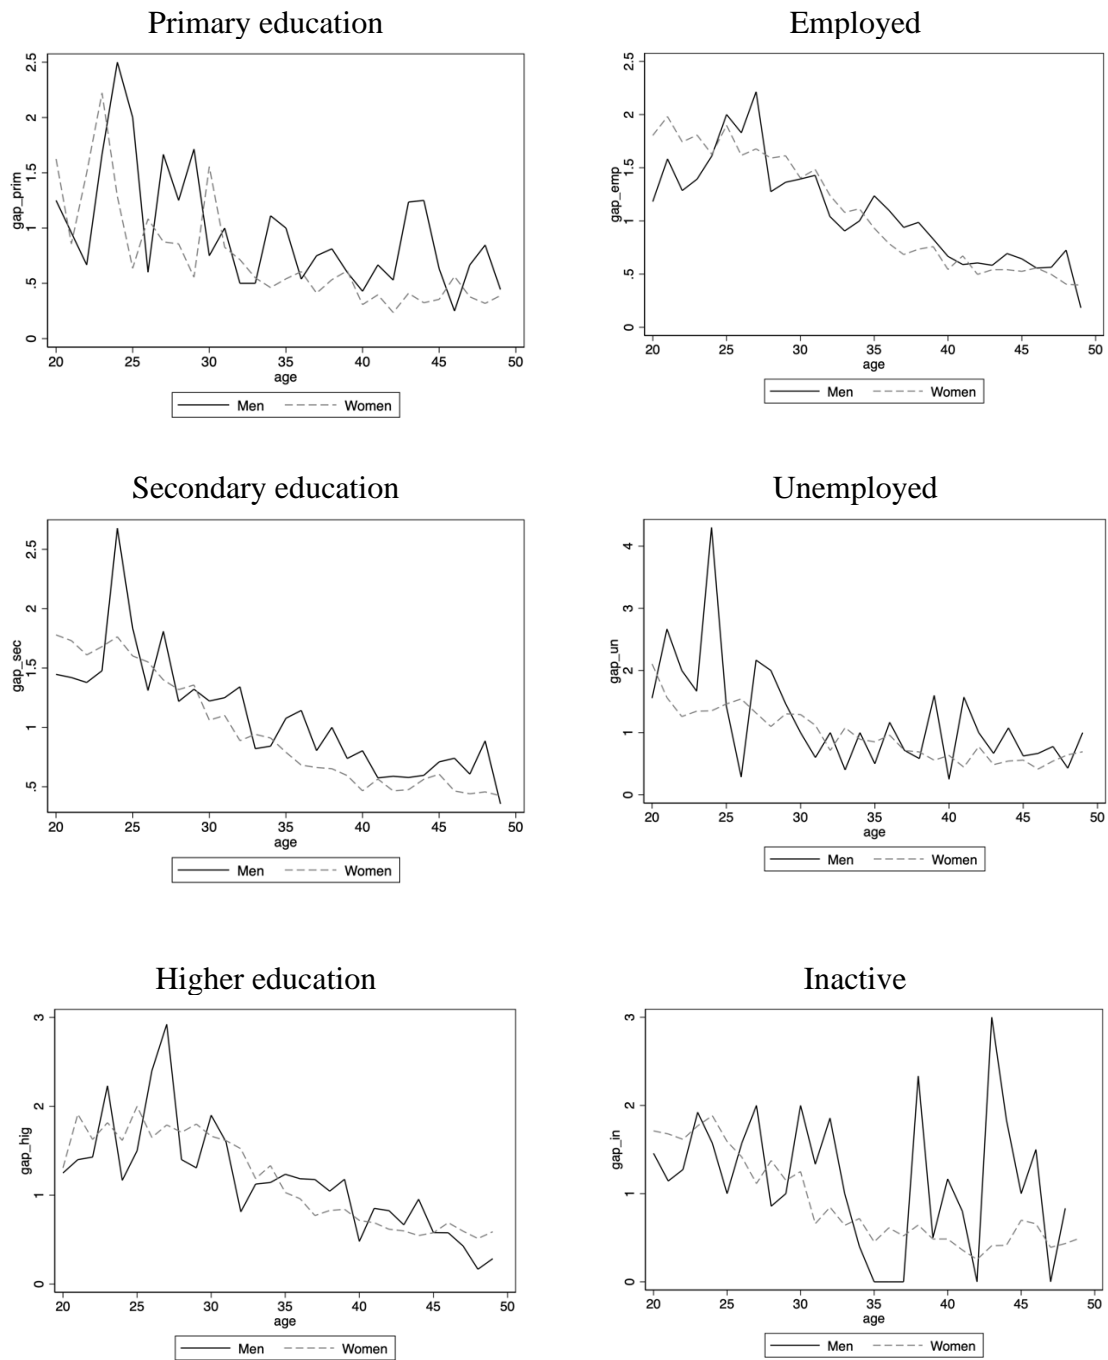 Primary education
gap_prim
0 .5 1 1.5 2 2.5
20 25 30 35 40 45 50
age
Men Women
Employed
gap_emp
0 .5 1 1.5 2 2.5
20 25 30 35 40 45 50
age
Men Women
Secondary education
gap_sec
.5 1 1.5 2 2.5
20 25 30 35 40 45 50
age
Men Women
Unemployed
gap_un
0 1 2 3 4
20 25 30 35 40 45 50
age
Men Women
Higher education
gap_hig
0 1 2 3
20 25 30 35 40 45 50
age
Men Women
Inactive
gap_in
0 1 2 3
20 25 30 35 40 45 50
age
Men Women